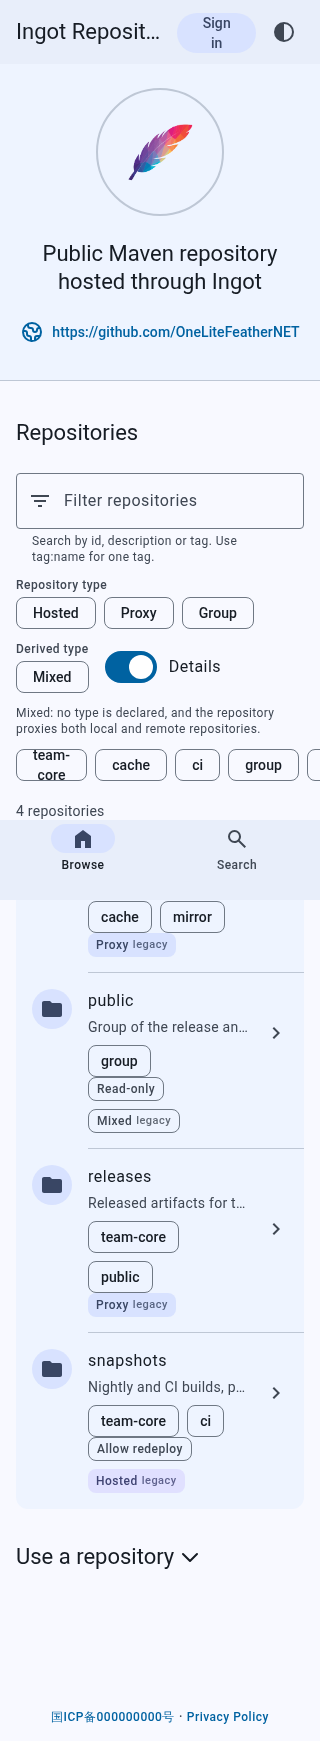 Ingot Reposit…
Sign
in
Public Maven repository
hosted through Ingot
https://github.com/OneLiteFeatherNET
Repositories
Filter repositories
Search by id, description or tag. Use
tag:name for one tag.
Repository type
Hosted Proxy Group
Derived type
Mixed Details
Mixed: no type is declared, and the repository
proxies both local and remote repositories.
team-
core cache ci group
4 repositories
Browse Search
cache mirror
Proxy legacy
public
Group of the release an…
group
Read-only
Mixed legacy
releases
Released artifacts for t…
team-core
public
Proxy legacy
snapshots
Nightly and CI builds, p…
team-core ci
Allow redeploy
Hosted legacy
Use a repository
国ICP备000000000号 · Privacy Policy